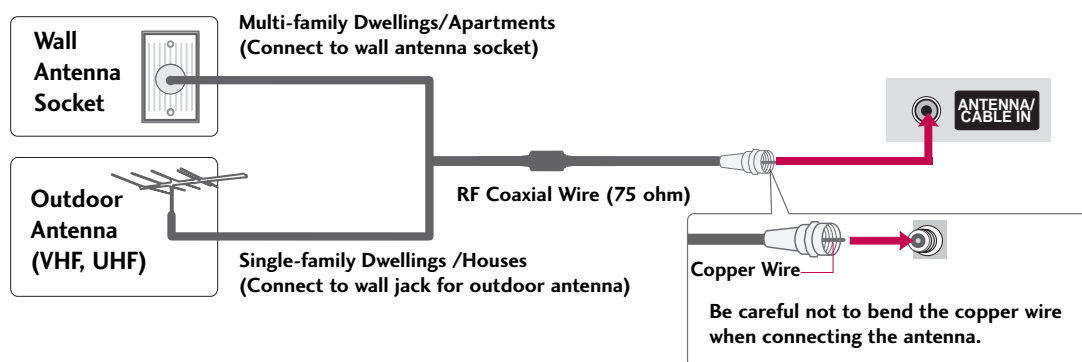 Wall
Antenna
Socket
Multi-family Dwellings/Apartments
(Connect to wall antenna socket)
Outdoor
Antenna
(VHF, UHF)
Single-family Dwellings /Houses
(Connect to wall jack for outdoor antenna)
RF Coaxial Wire (75 ohm)
ANTENNA/
CABLE IN
Copper Wire
Be careful not to bend the copper wire
when connecting the antenna.